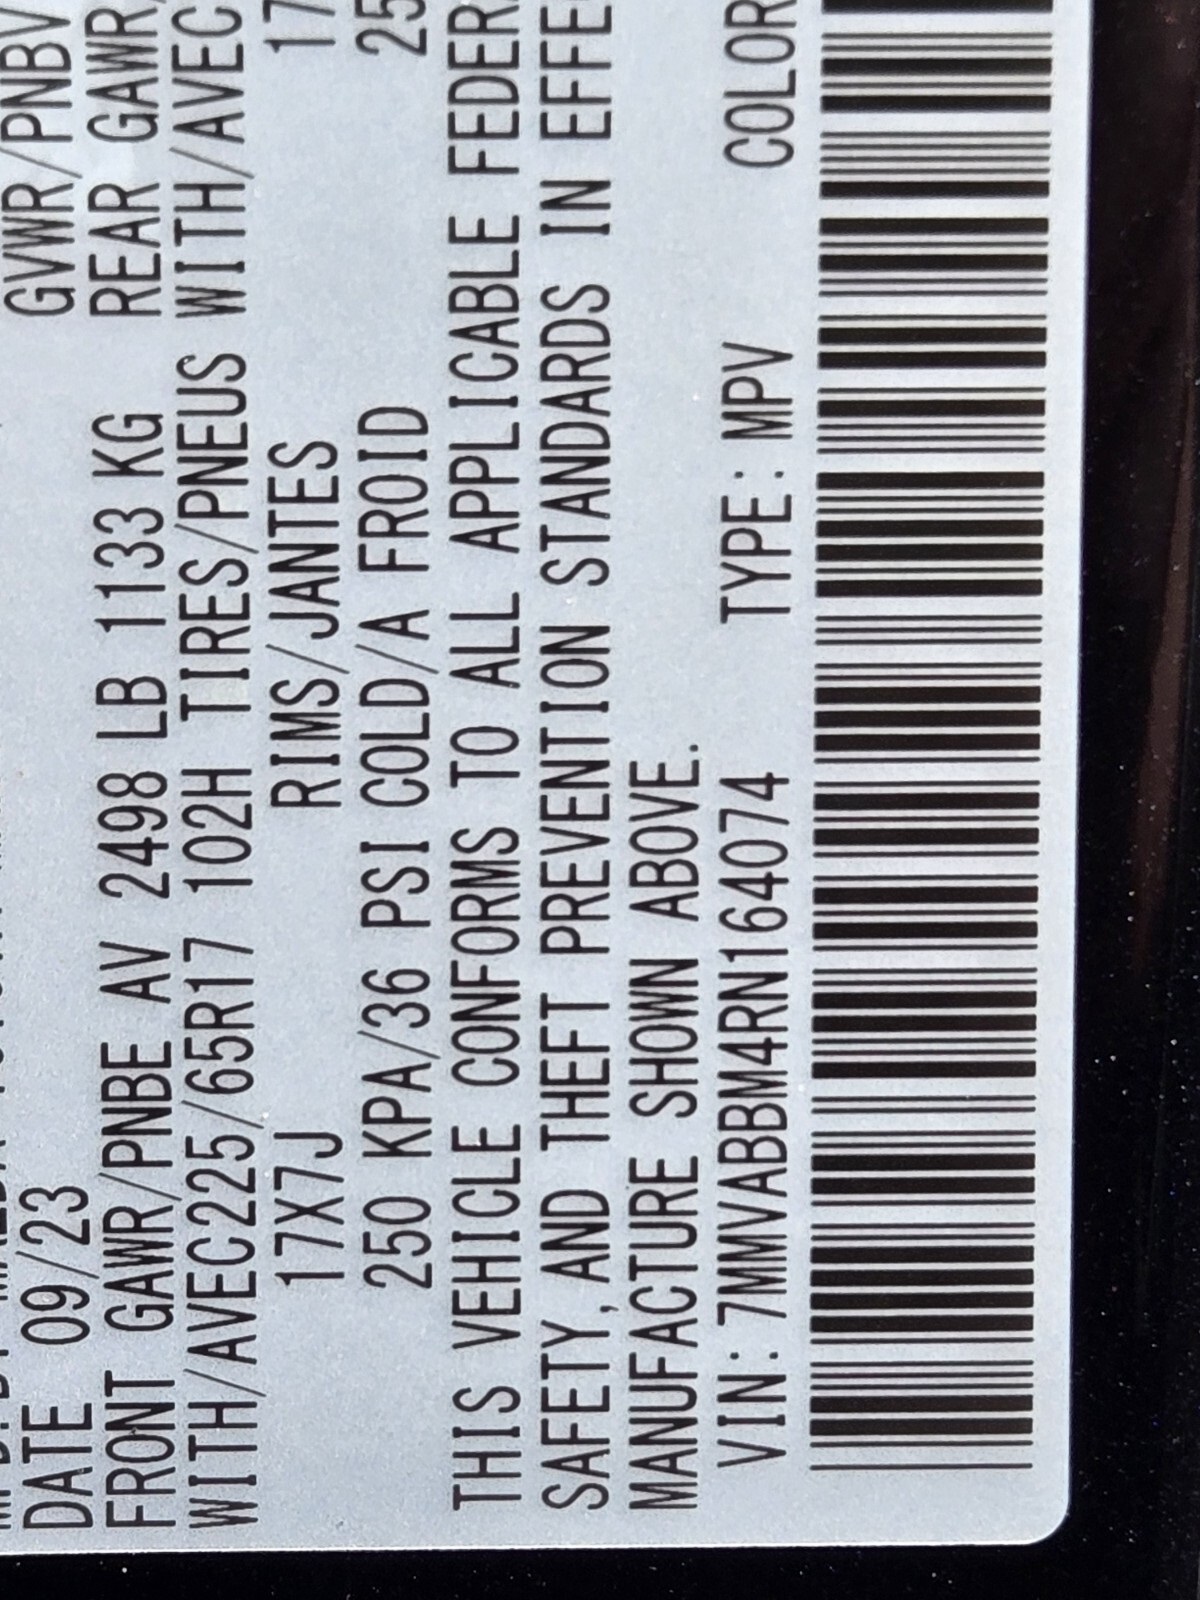 DATE 09/23 GVWR/PNBV
FRONT GAWR/PNBE AV 2498 LB 1133 KG REAR GAWR
WITH/AVEC225/65R17 102H TIRES/PNEUS WITH/AVEC
17X7J RIMS/JANTES 17
250 KPA/36 PSI COLD/A FROID 25
THIS VEHICLE CONFORMS TO ALL APPLICABLE FEDER
SAFETY,AND THEFT PREVENTION STANDARDS IN EFFE
MANUFACTURE SHOWN ABOVE.
VIN:7MMVABBM4RN164074 TYPE:MPV COLOR